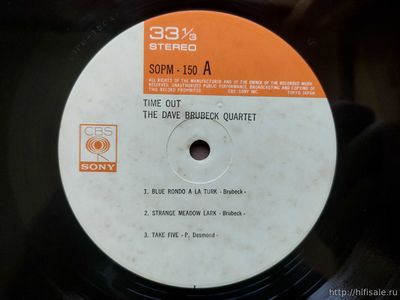 33 1/3
STEREO
SOPM - 150 A
ALL RIGHTS OF THE MANUFACTURER AND OF THE OWNER OF THE RECORDED WORK
RESERVED. UNAUTHORIZED PUBLIC PERFORMANCE, BROADCASTING AND COPYING OF
THIS RECORD PROHIBITED CBS/SONY INC. TOKYO JAPAN
TIME OUT
THE DAVE BRUBECK QUARTET
CBS
SONY
1. BLUE RONDO A LA TURK - Brubeck -
2. STRANGE MEADOW LARK - Brubeck -
3. TAKE FIVE - P. Desmond -
https://hifisale.ru